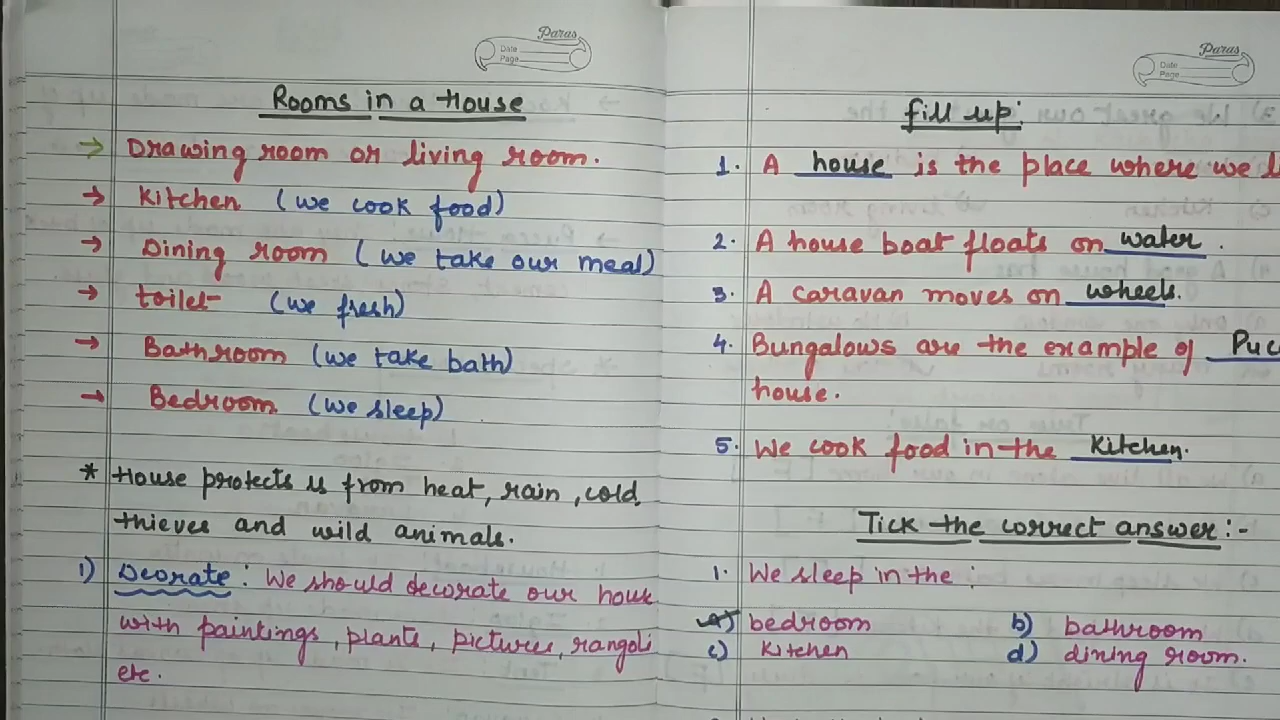 Paras
Date
Page
Rooms in a House
→ Drawing room or living room.
→ Kitchen (we cook food)
→ Dining room (we take our meal)
→ toilet- (we fresh)
→ Bathroom (we take bath)
→ Bedroom (we sleep)
* House protects is from heat, rain, cold,
thieves and wild animals.
1) Deorate: We should decorate our house
with paintings, plants, pictures, rangoli
etc.
Paras
Date
Page
fill up:
1. A house is the place where we
2. A house boat floats on water.
3. A caravan moves on wheels.
4. Bungalows are the example of Puc
house.
5. We cook food in the Kitchen.
Tick the correct answer:-
1. We sleep in the:
a) bedroom b) bathroom
c) Kitchen d) dining room.